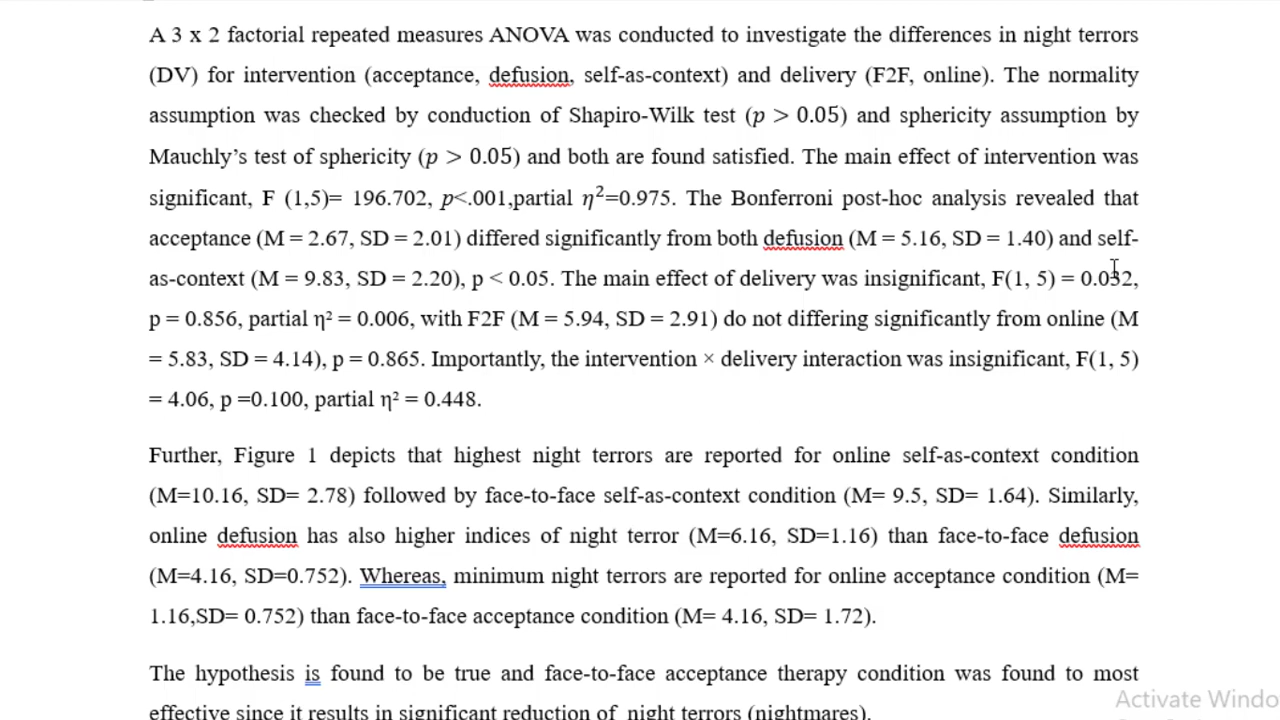 A 3 x 2 factorial repeated measures ANOVA was conducted to investigate the differences in night terrors
(DV) for intervention (acceptance, defusion, self-as-context) and delivery (F2F, online). The normality
assumption was checked by conduction of Shapiro-Wilk test (p > 0.05) and sphericity assumption by
Mauchly’s test of sphericity (p > 0.05) and both are found satisfied. The main effect of intervention was
significant, F (1,5)= 196.702, p<.001,partial η²=0.975. The Bonferroni post-hoc analysis revealed that
acceptance (M = 2.67, SD = 2.01) differed significantly from both defusion (M = 5.16, SD = 1.40) and self-
as-context (M = 9.83, SD = 2.20), p < 0.05. The main effect of delivery was insignificant, F(1, 5) = 0.032,
p = 0.856, partial η² = 0.006, with F2F (M = 5.94, SD = 2.91) do not differing significantly from online (M
= 5.83, SD = 4.14), p = 0.865. Importantly, the intervention × delivery interaction was insignificant, F(1, 5)
= 4.06, p =0.100, partial η² = 0.448.
Further, Figure 1 depicts that highest night terrors are reported for online self-as-context condition
(M=10.16, SD= 2.78) followed by face-to-face self-as-context condition (M= 9.5, SD= 1.64). Similarly,
online defusion has also higher indices of night terror (M=6.16, SD=1.16) than face-to-face defusion
(M=4.16, SD=0.752). Whereas, minimum night terrors are reported for online acceptance condition (M=
1.16,SD= 0.752) than face-to-face acceptance condition (M= 4.16, SD= 1.72).
The hypothesis is found to be true and face-to-face acceptance therapy condition was found to most
effective since it results in significant reduction of night terrors (nightmares).
Activate Windo